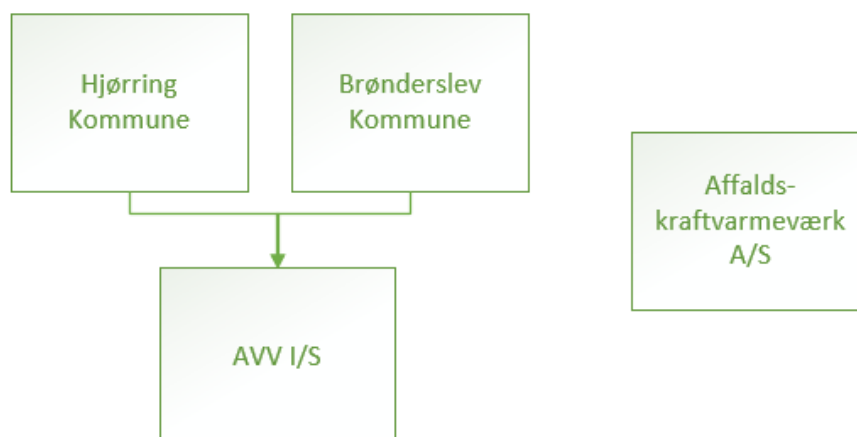 Hjørring
Kommune
Brønderslev
Kommune
Affalds-
kraftvarmeværk
A/S
AVV I/S